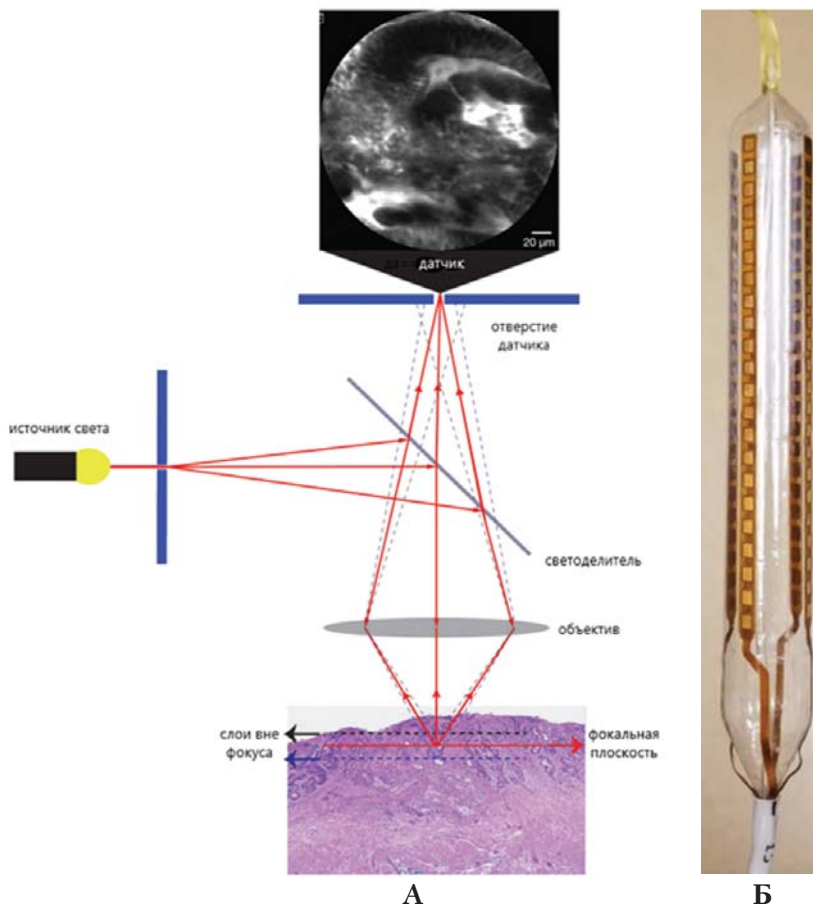 20 µm
датчик
отверстие
датчика
источник света
светоделитель
объектив
слои вне
фокуса
фокальная
плоскость
А
Б